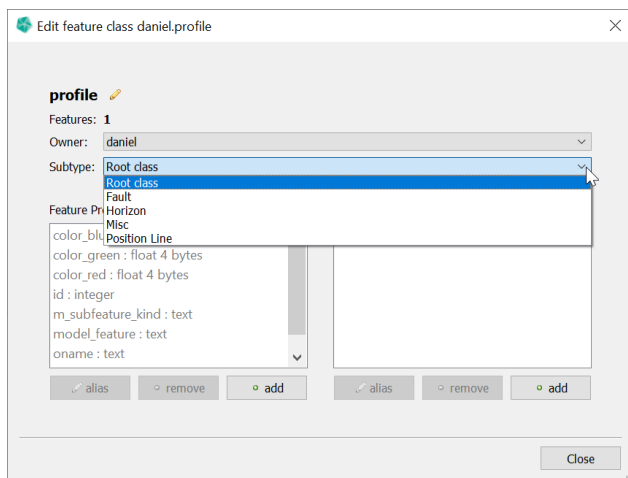 Edit feature class daniel.profile
profile
Features: 1
Owner: daniel
Subtype: Root class
Root class
Fault
Feature Pr
Horizon
Misc
color_blu
Position Line
color_green : float 4 bytes
color_red : float 4 bytes
id : integer
m_subfeature_kind : text
model_feature : text
oname : text
alias remove add alias remove add
Close